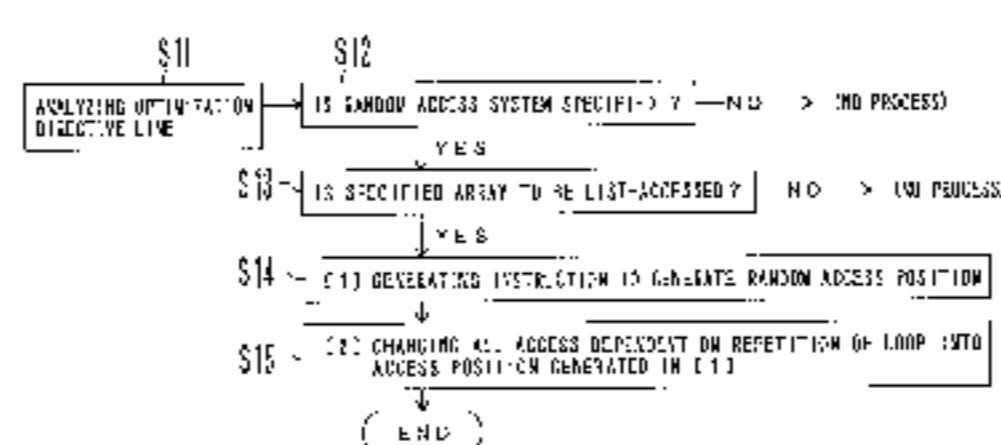 S11
S12
ANALYZING OPTIMIZATION
DIRECTIVE LINE
IS RANDOM ACCESS SYSTEM SPECIFIED ?
NO > (NO PROCESS)
YES
S13
IS SPECIFIED ARRAY TO BE LIST-ACCESSED ?
NO > (NO PROCESS
YES
S14
[1] GENERATING INSTRUCTION TO GENERATE RANDOM ACCESS POSITION
S15
[2] CHANGING ALL ACCESS DEPENDENT ON REPETITION OF LOOP INTO
ACCESS POSITION GENERATED IN [1]
END